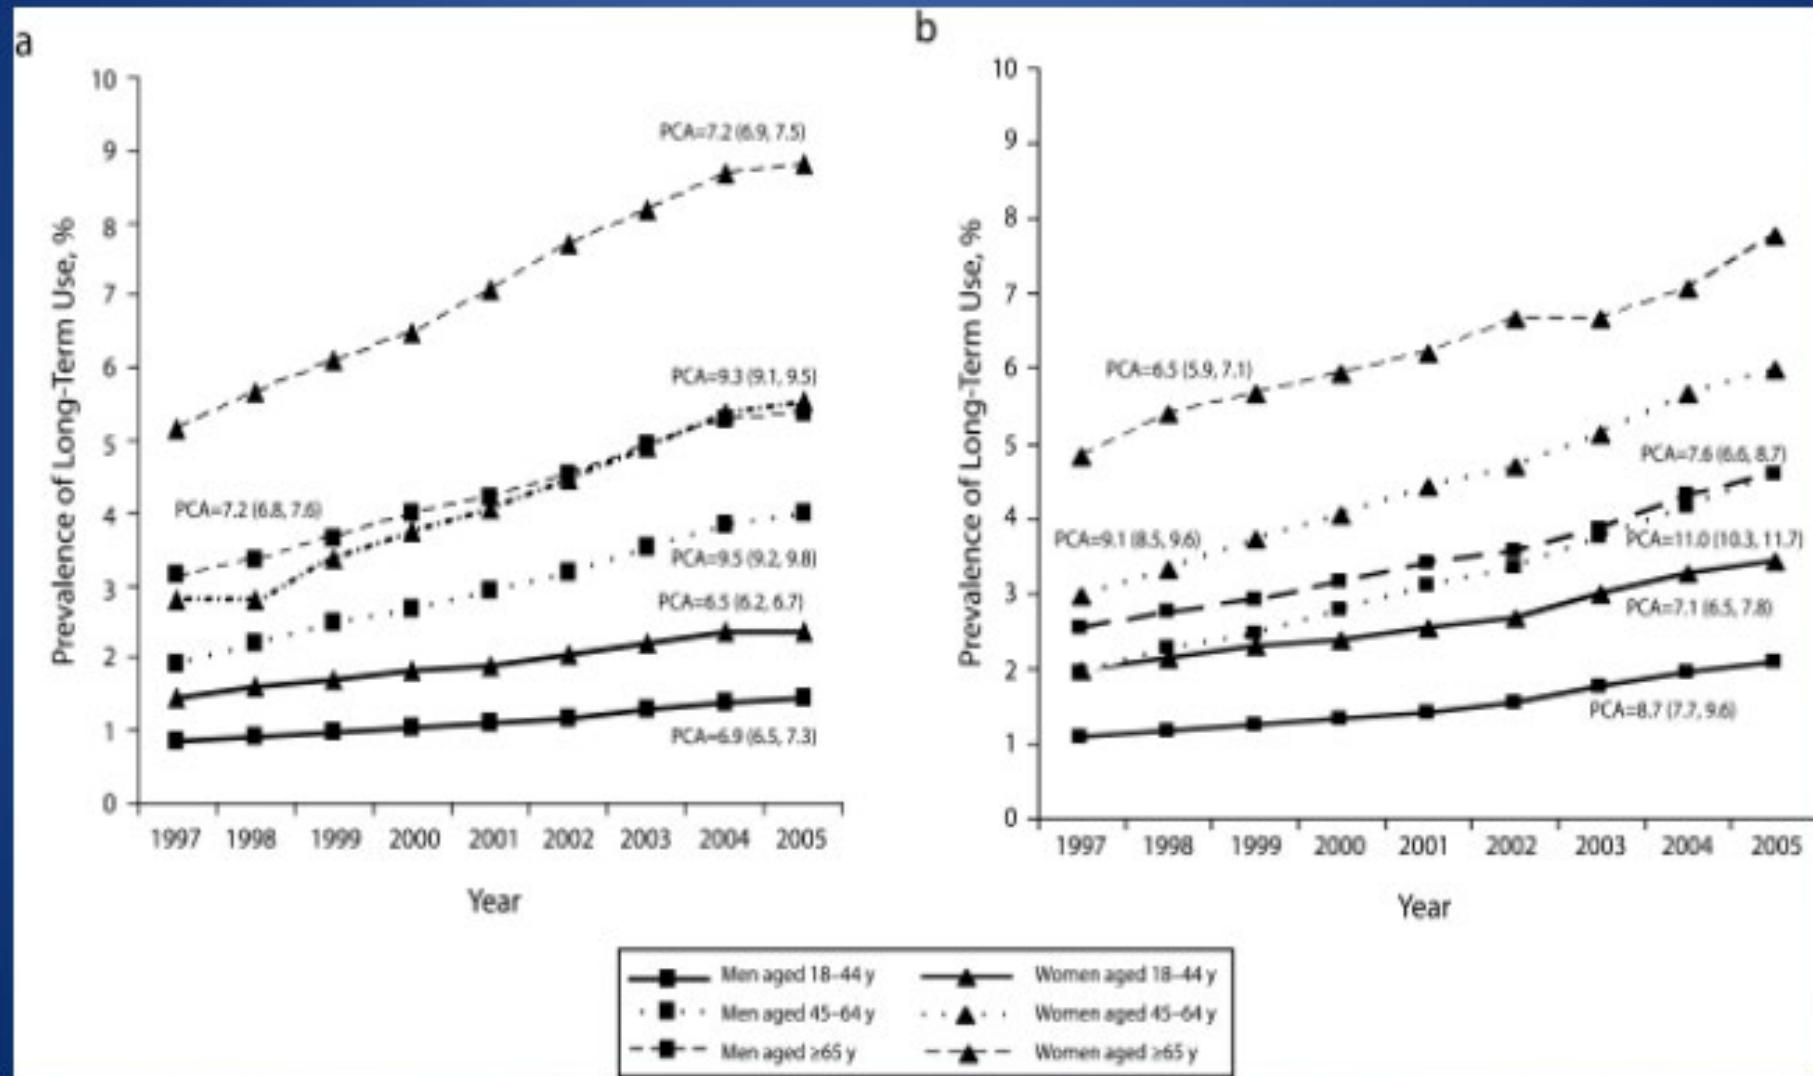 a
10
9
8
7
6
5
4
3
2
1
0
Prevalence of Long-Term Use, %
PCA=7.2 (6.9, 7.5)
PCA=9.3 (9.1, 9.5)
PCA=7.2 (6.8, 7.6)
PCA=9.5 (9.2, 9.8)
PCA=6.5 (6.2, 6.7)
PCA=6.9 (6.5, 7.3)
1997 1998 1999 2000 2001 2002 2003 2004 2005
Year
b
10
9
8
7
6
5
4
3
2
1
0
Prevalence of Long-Term Use, %
PCA=6.5 (5.9, 7.1)
PCA=7.6 (6.6, 8.7)
PCA=9.1 (8.5, 9.6)
PCA=11.0 (10.3, 11.7)
PCA=7.1 (6.5, 7.8)
PCA=8.7 (7.7, 9.6)
1997 1998 1999 2000 2001 2002 2003 2004 2005
Year
Men aged 18–44 y
Women aged 18–44 y
Men aged 45–64 y
Women aged 45–64 y
Men aged ≥65 y
Women aged ≥65 y